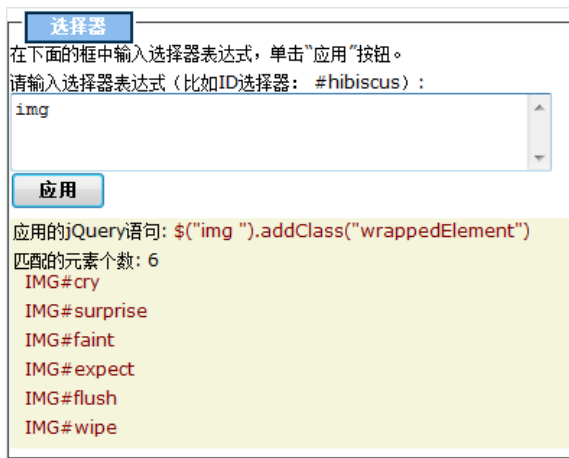 选择器
在下面的框中输入选择器表达式，单击“应用”按钮。
请输入选择器表达式（比如ID选择器： #hibiscus）:
img
应用
应用的jQuery语句: $("img ").addClass("wrappedElement")
匹配的元素个数: 6
IMG#cry
IMG#surprise
IMG#faint
IMG#expect
IMG#flush
IMG#wipe